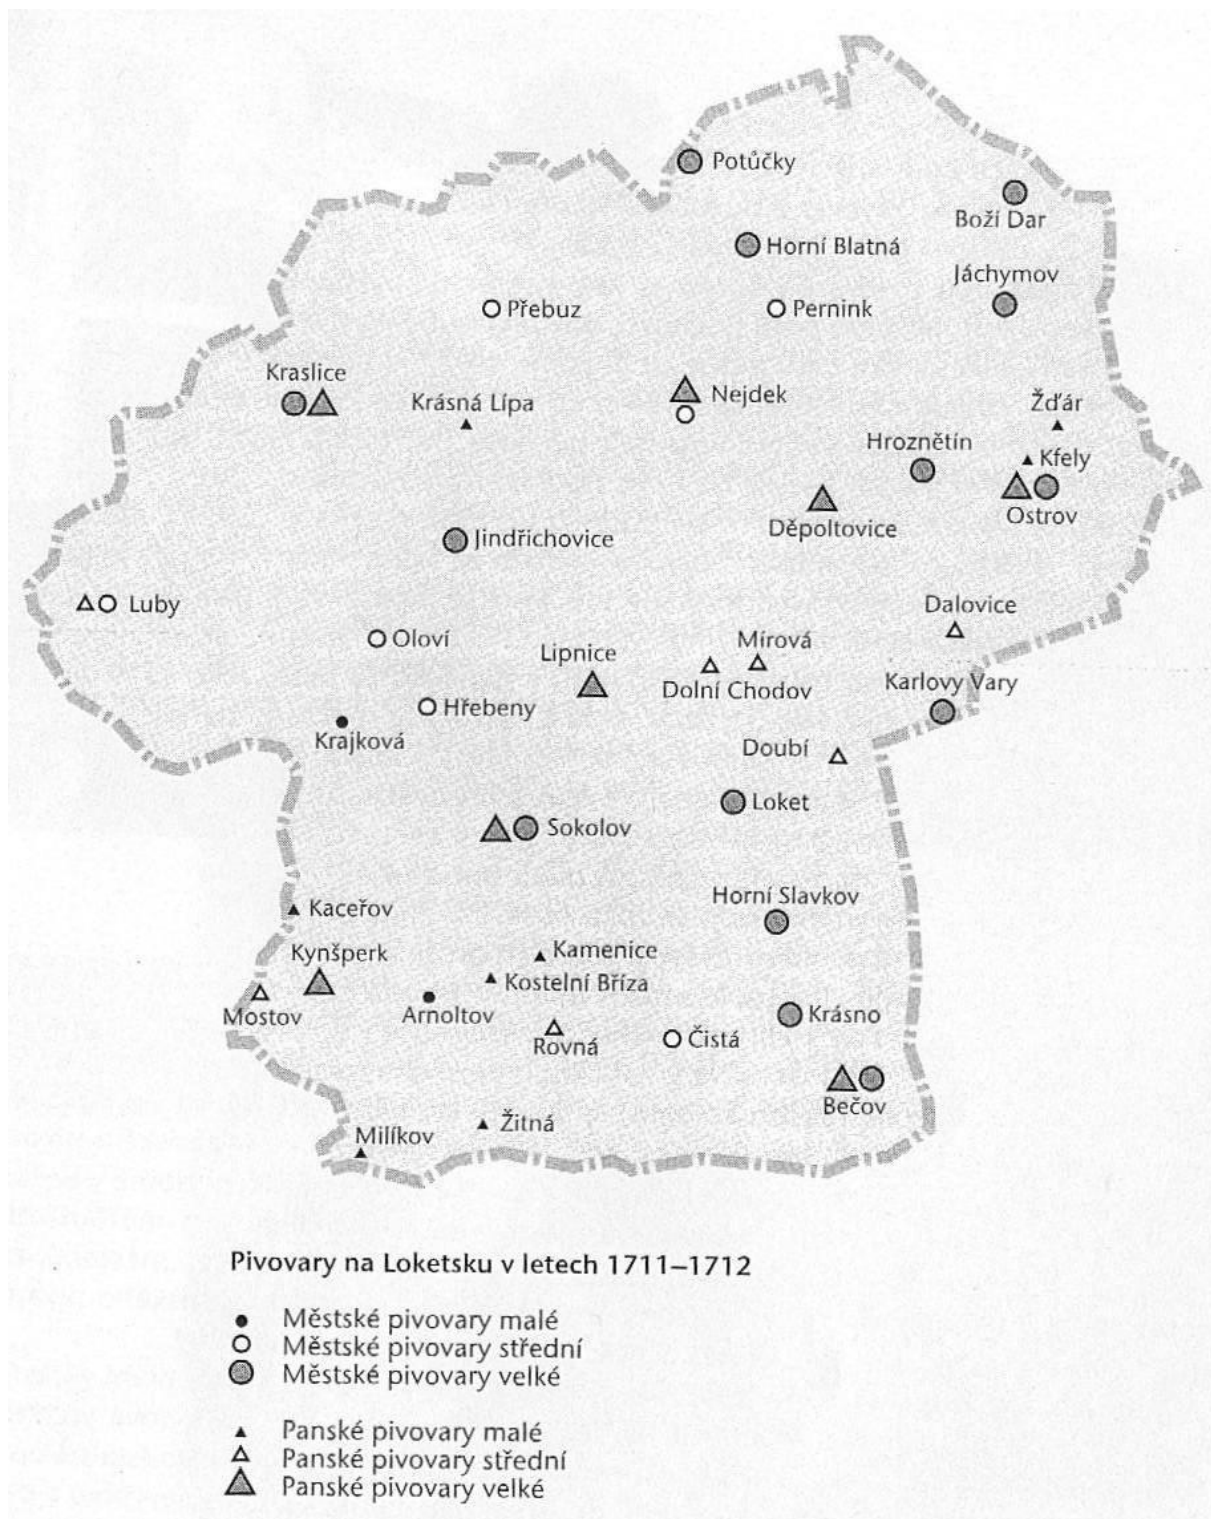 Potůčky
Boží Dar
Horní Blatná
Jáchymov
Přebuz
Pernink
Kraslice
Krásná Lípa
Nejdek
Žďár
Hroznětín
Kfely
Ostrov
Děpoltovice
Jindřichovice
Luby
Dalovice
Oloví
Mírová
Lipnice
Dolní Chodov
Karlovy Vary
Hřebeny
Krajková
Doubí
Loket
Sokolov
Horní Slavkov
Kaceřov
Kamenice
Kynšperk
Kostelní Bříza
Mostov
Arnoltov
Krásno
Rovná
Čistá
Bečov
Žitná
Milíkov
Pivovary na Loketsku v letech 1711–1712
Městské pivovary malé
Městské pivovary střední
Městské pivovary velké
Panské pivovary malé
Panské pivovary střední
Panské pivovary velké